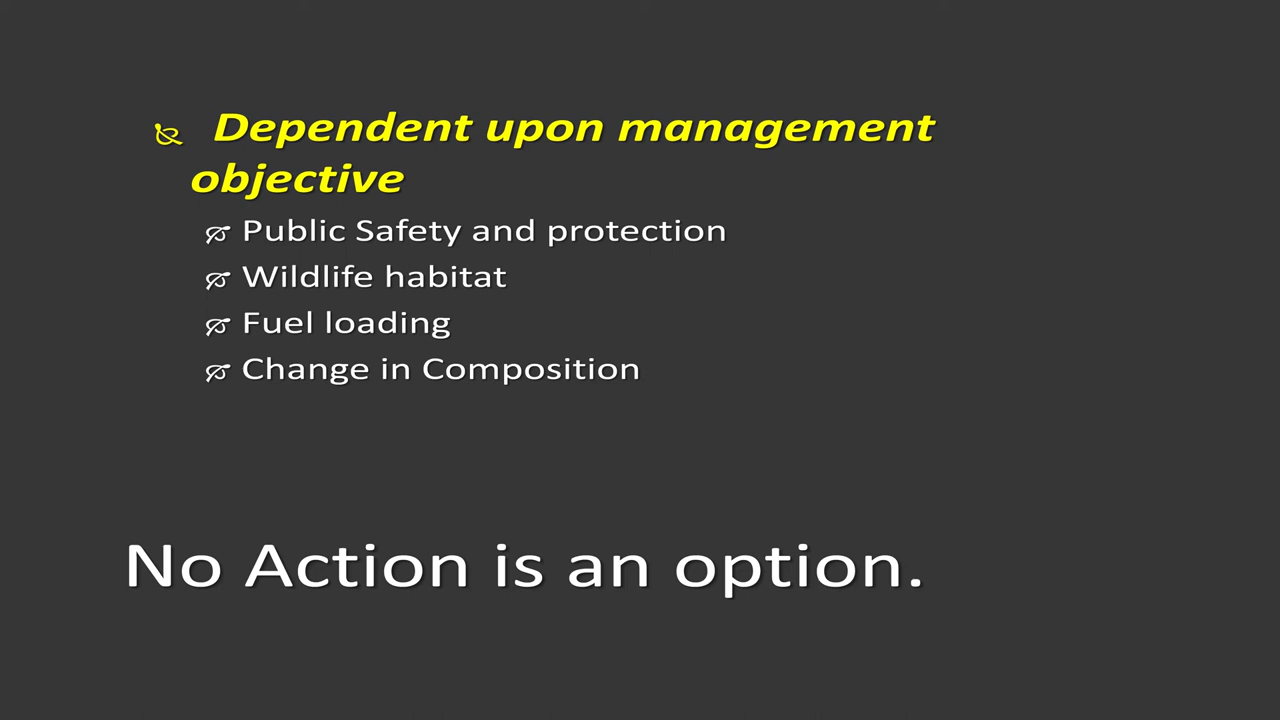 Dependent upon management
objective
Public Safety and protection
Wildlife habitat
Fuel loading
Change in Composition
No Action is an option.